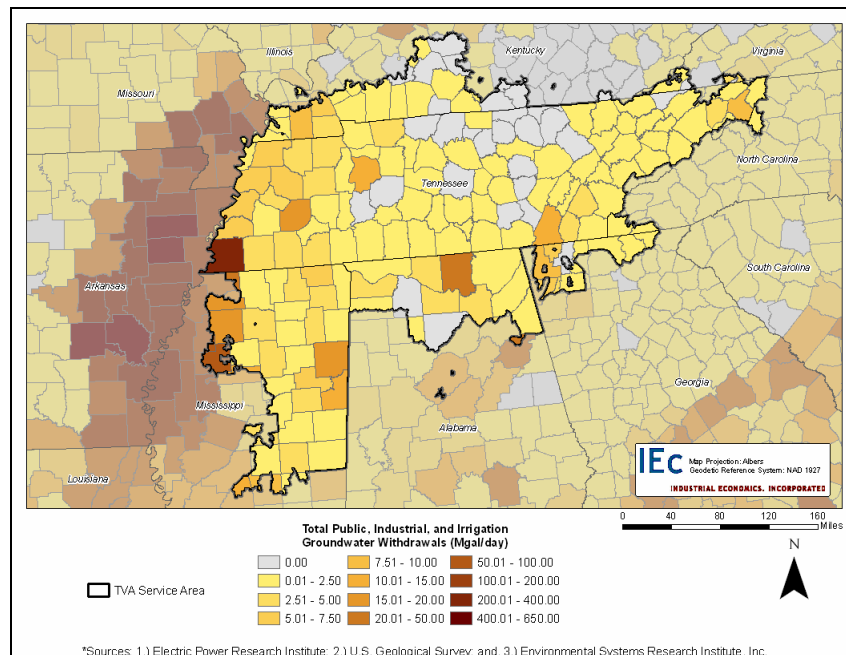 Illinois
Kentucky
Virginia
Missouri
North Carolina
Tennessee
South Carolina
Arkansas
Georgia
Mississippi
Alabama
Louisiana
IEc
Map Projection: Albers
Geodetic Reference System: NAD 1927
INDUSTRIAL ECONOMICS, INCORPORATED
0 40 80 120 160
Miles
N
Total Public, Industrial, and Irrigation
Groundwater Withdrawals (Mgal/day)
TVA Service Area
0.00 7.51 - 10.00 50.01 - 100.00
0.01 - 2.50 10.01 - 15.00 100.01 - 200.00
2.51 - 5.00 15.01 - 20.00 200.01 - 400.00
5.01 - 7.50 20.01 - 50.00 400.01 - 650.00
*Sources: 1.) Electric Power Research Institute; 2.) U.S. Geological Survey; and, 3.) Environmental Systems Research Institute, Inc.